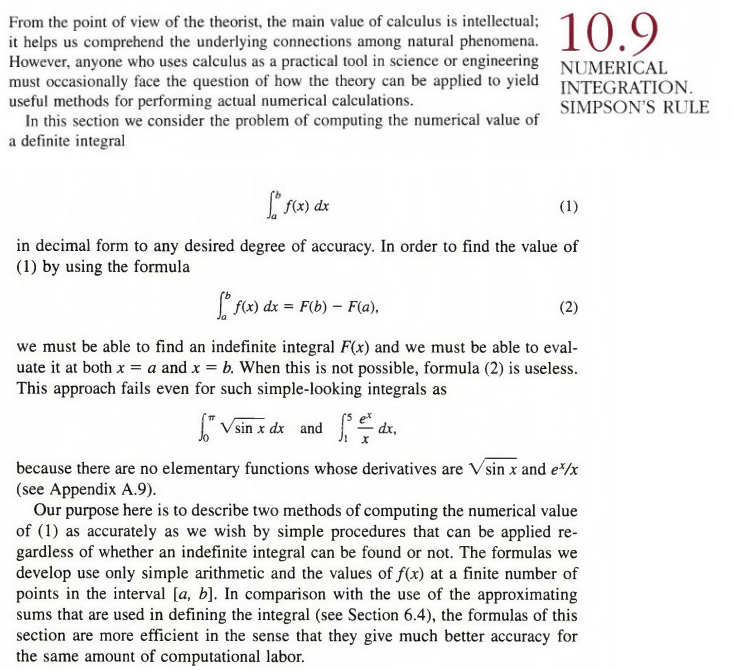 From the point of view of the theorist, the main value of calculus is intellectual;
it helps us comprehend the underlying connections among natural phenomena.
However, anyone who uses calculus as a practical tool in science or engineering
must occasionally face the question of how the theory can be applied to yield
useful methods for performing actual numerical calculations.
In this section we consider the problem of computing the numerical value of
a definite integral
10.9
NUMERICAL
INTEGRATION.
SIMPSON'S RULE
∫_a^b f(x) dx (1)
in decimal form to any desired degree of accuracy. In order to find the value of
(1) by using the formula
∫_a^b f(x) dx = F(b) − F(a), (2)
we must be able to find an indefinite integral F(x) and we must be able to eval-
uate it at both x = a and x = b. When this is not possible, formula (2) is useless.
This approach fails even for such simple-looking integrals as
∫_0^π √sin x dx and ∫_1^5 e^x/x dx,
because there are no elementary functions whose derivatives are √sin x and e^x/x
(see Appendix A.9).
Our purpose here is to describe two methods of computing the numerical value
of (1) as accurately as we wish by simple procedures that can be applied re-
gardless of whether an indefinite integral can be found or not. The formulas we
develop use only simple arithmetic and the values of f(x) at a finite number of
points in the interval [a, b]. In comparison with the use of the approximating
sums that are used in defining the integral (see Section 6.4), the formulas of this
section are more efficient in the sense that they give much better accuracy for
the same amount of computational labor.